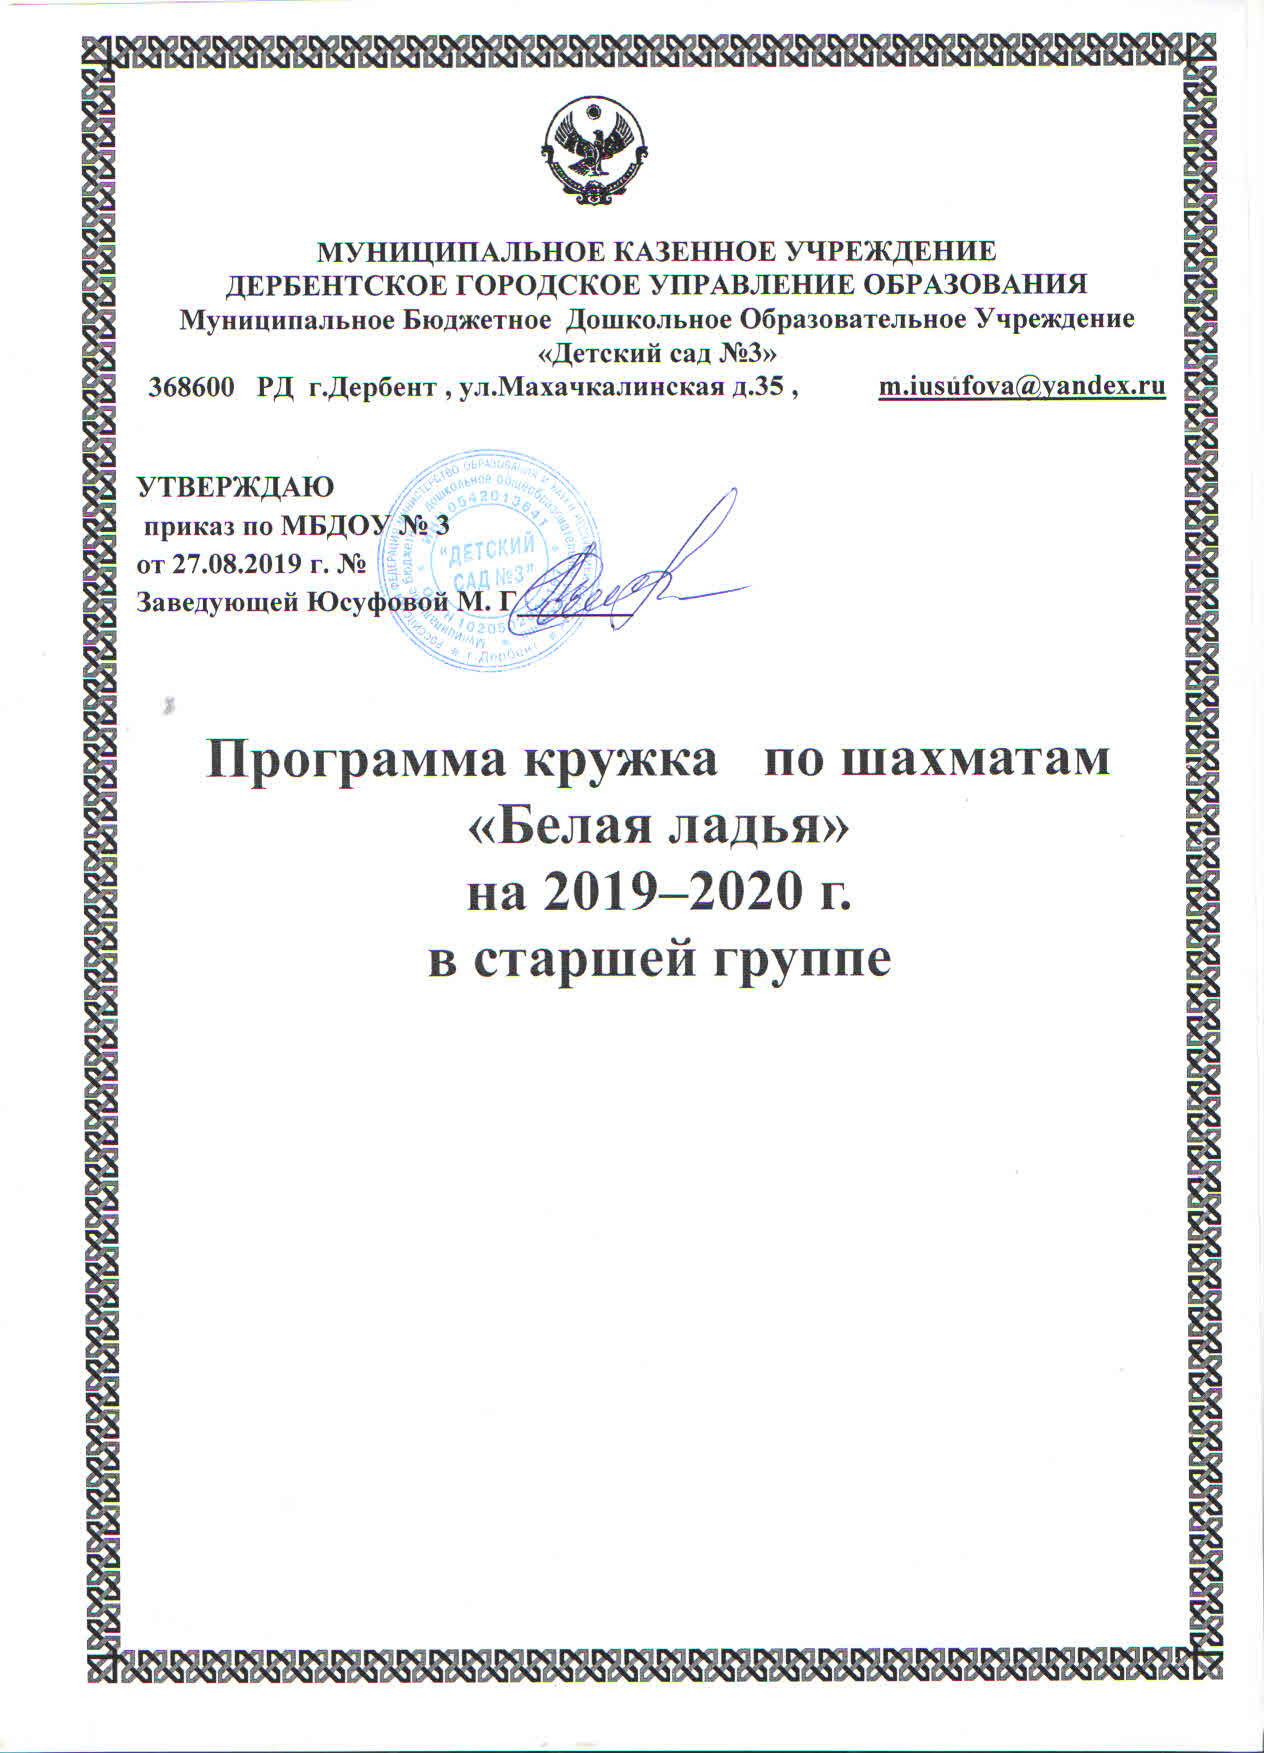 МУНИЦИПАЛЬНОЕ КАЗЕННОЕ УЧРЕЖДЕНИЕ
ДЕРБЕНТСКОЕ ГОРОДСКОЕ УПРАВЛЕНИЕ ОБРАЗОВАНИЯ
Муниципальное Бюджетное Дошкольное Образовательное Учреждение
«Детский сад №3»
368600 РД г.Дербент , ул.Махачкалинская д.35 , m.iusufova@yandex.ru
УТВЕРЖДАЮ
приказ по МБДОУ № 3
от 27.08.2019 г. №
Заведующей Юсуфовой М. Г
"ДЕТСКИЙ
САД №3"
г.Дербент
Программа кружка по шахматам
«Белая ладья»
на 2019–2020 г.
в старшей группе